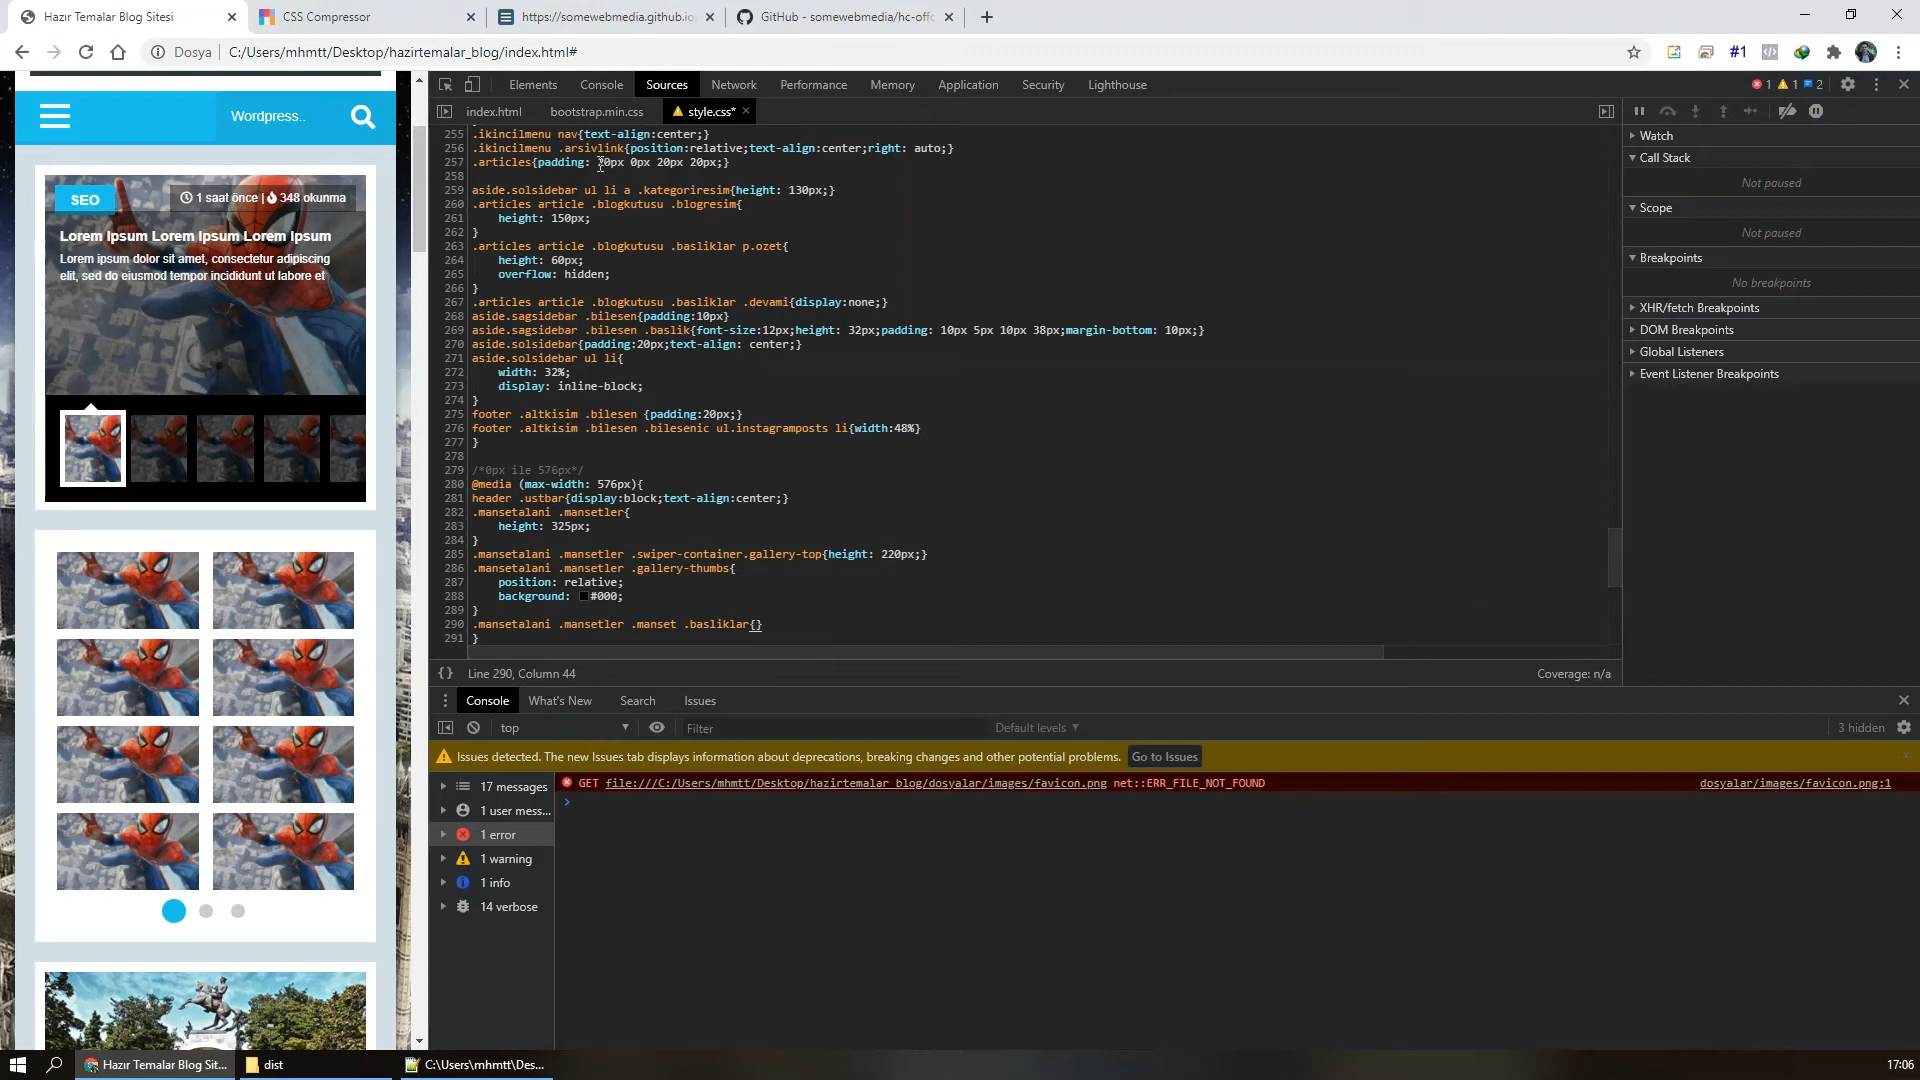 Hazır Temalar Blog Sitesi
CSS Compressor
https://somewebmedia.github.io
GitHub - somewebmedia/hc-offc
Dosya
C:/Users/mhmtt/Desktop/hazirtemalar_blog/index.html#
#1
Wordpress..
SEO
1 saat önce | 348 okunma
Lorem Ipsum Lorem Ipsum Lorem Ipsum
Lorem ipsum dolor sit amet, consectetur adipiscing
elit, sed do eiusmod tempor incididunt ut labore et
Elements
Console
Sources
Network
Performance
Memory
Application
Security
Lighthouse
1
1
2
index.html
bootstrap.min.css
style.css*
255 .ikincilmenu nav{text-align:center;}
256 .ikincilmenu .arsivlink{position:relative;text-align:center;right: auto;}
257 .articles{padding: 20px 0px 20px 20px;}
258
259 aside.solsidebar ul li a .kategoriresim{height: 130px;}
260 .articles article .blogkutusu .blogresim{
261 height: 150px;
262 }
263 .articles article .blogkutusu .basliklar p.ozet{
264 height: 60px;
265 overflow: hidden;
266 }
267 .articles article .blogkutusu .basliklar .devami{display:none;}
268 aside.sagsidebar .bilesen{padding:10px}
269 aside.sagsidebar .bilesen .baslik{font-size:12px;height: 32px;padding: 10px 5px 10px 38px;margin-bottom: 10px;}
270 aside.solsidebar{padding:20px;text-align: center;}
271 aside.solsidebar ul li{
272 width: 32%;
273 display: inline-block;
274 }
275 footer .altkisim .bilesen {padding:20px;}
276 footer .altkisim .bilesen .bilesenic ul.instagramposts li{width:48%}
277 }
278
279 /*0px ile 576px*/
280 @media (max-width: 576px){
281 header .ustbar{display:block;text-align:center;}
282 .mansetalani .mansetler{
283 height: 325px;
284 }
285 .mansetalani .mansetler .swiper-container.gallery-top{height: 220px;}
286 .mansetalani .mansetler .gallery-thumbs{
287 position: relative;
288 background: #000;
289 }
290 .mansetalani .mansetler .manset .basliklar{}
291 }
{ } Line 290, Column 44
Coverage: n/a
Watch
Call Stack
Not paused
Scope
Not paused
Breakpoints
No breakpoints
XHR/fetch Breakpoints
DOM Breakpoints
Global Listeners
Event Listener Breakpoints
Console
What's New
Search
Issues
top
Filter
Default levels
3 hidden
Issues detected. The new Issues tab displays information about deprecations, breaking changes and other potential problems.
Go to Issues
17 messages
1 user mess...
1 error
1 warning
1 info
14 verbose
GET file:///C:/Users/mhmtt/Desktop/hazirtemalar_blog/dosyalar/images/favicon.png net::ERR_FILE_NOT_FOUND
dosyalar/images/favicon.png:1
Hazır Temalar Blog Sit...
dist
C:\Users\mhmtt\Des...
17:06